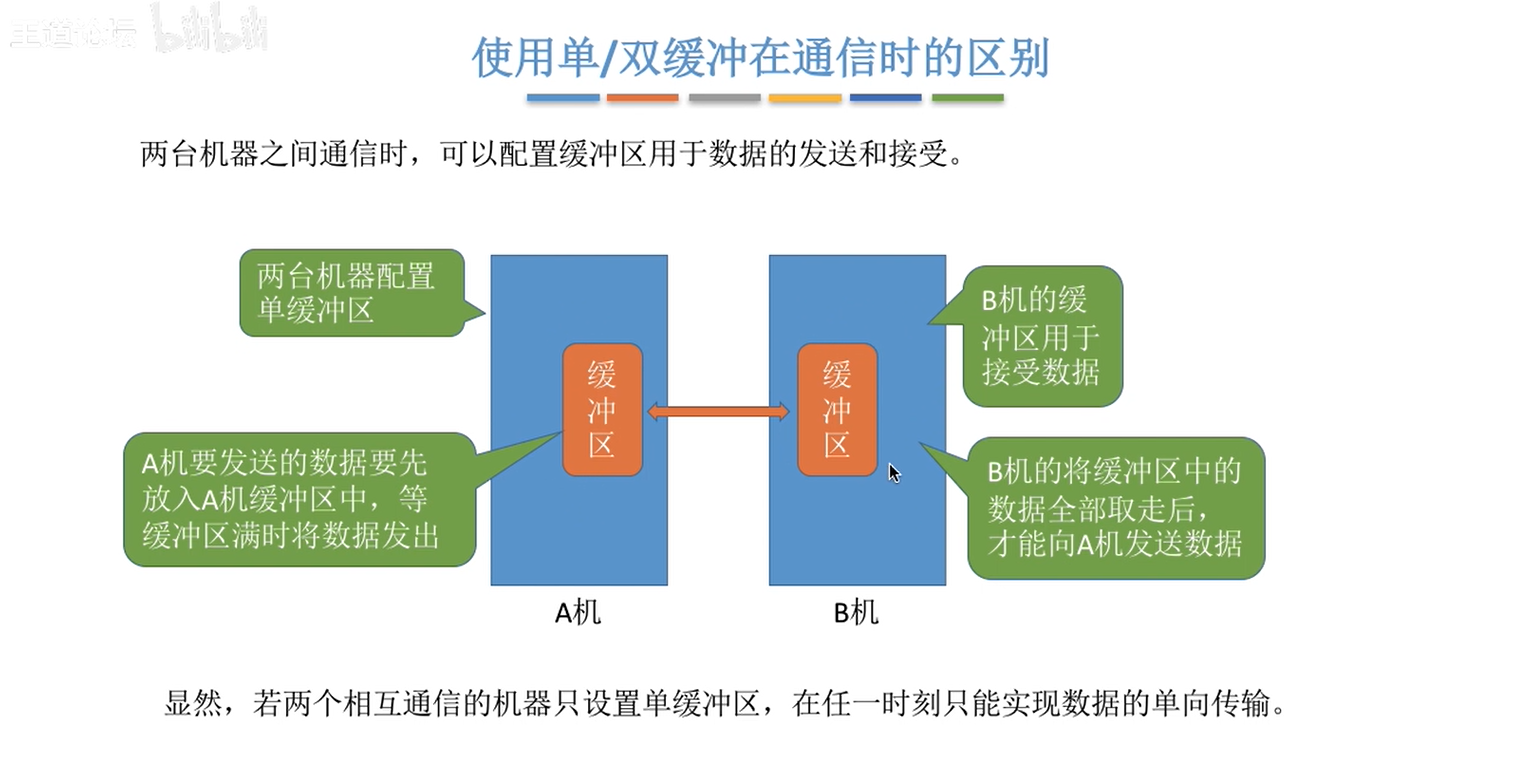 王道论坛 bilibili
使用单/双缓冲在通信时的区别
两台机器之间通信时，可以配置缓冲区用于数据的发送和接受。
两台机器配置
单缓冲区
B机的缓
冲区用于
接受数据
缓
冲
区
缓
冲
区
A机要发送的数据要先
放入A机缓冲区中，等
缓冲区满时将数据发出
B机的将缓冲区中的
数据全部取走后，
才能向A机发送数据
A机
B机
显然，若两个相互通信的机器只设置单缓冲区，在任一时刻只能实现数据的单向传输。